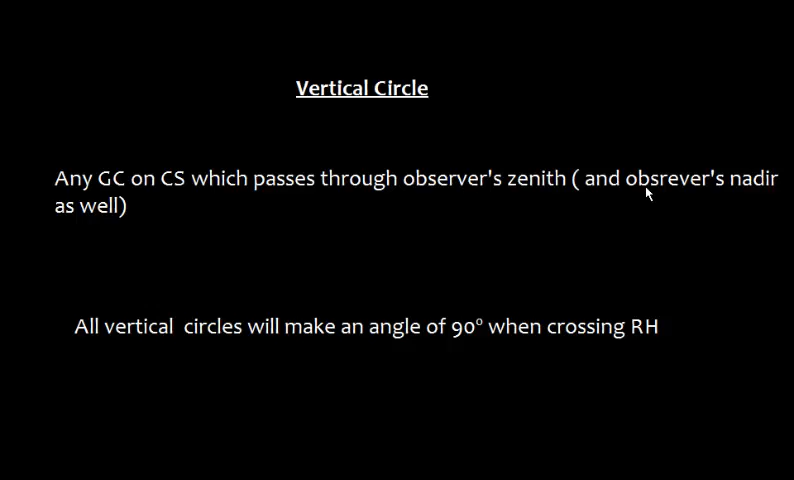 Vertical Circle
Any GC on CS which passes through observer's zenith ( and obsrever's nadir
as well)
All vertical  circles will make an angle of 90° when crossing RH